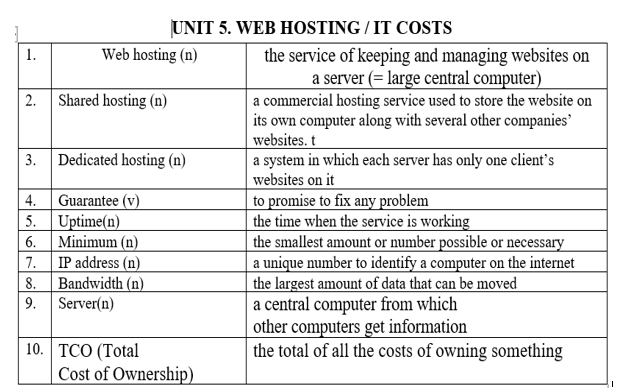 UNIT 5. WEB HOSTING / IT COSTS
1. Web hosting (n) the service of keeping and managing websites on
a server (= large central computer)
2. Shared hosting (n) a commercial hosting service used to store the website on
its own computer along with several other companies’
websites. t
3. Dedicated hosting (n) a system in which each server has only one client’s
websites on it
4. Guarantee (v) to promise to fix any problem
5. Uptime(n) the time when the service is working
6. Minimum (n) the smallest amount or number possible or necessary
7. IP address (n) a unique number to identify a computer on the internet
8. Bandwidth (n) the largest amount of data that can be moved
9. Server(n) a central computer from which
other computers get information
10. TCO (Total the total of all the costs of owning something
Cost of Ownership)